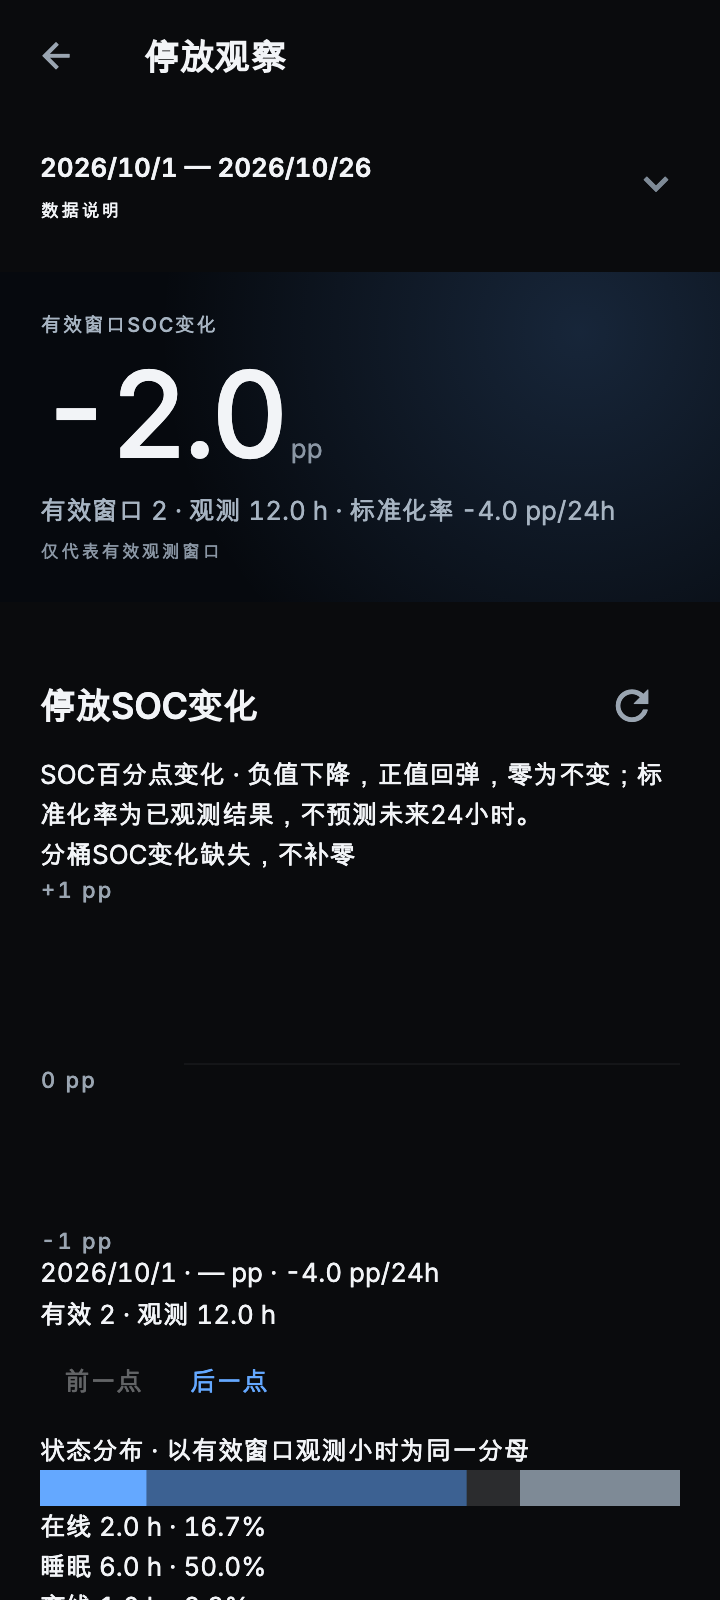 停放观察
2026/10/1 — 2026/10/26
数据说明
有效窗口SOC变化
-2.0 pp
有效窗口 2 · 观测 12.0 h · 标准化率 -4.0 pp/24h
仅代表有效观测窗口
停放SOC变化
SOC百分点变化 · 负值下降，正值回弹，零为不变；标
准化率为已观测结果，不预测未来24小时。
分桶SOC变化缺失，不补零
+1 pp
0 pp
-1 pp
2026/10/1 · — pp · -4.0 pp/24h
有效 2 · 观测 12.0 h
前一点 后一点
状态分布 · 以有效窗口观测小时为同一分母
在线 2.0 h · 16.7%
睡眠 6.0 h · 50.0%